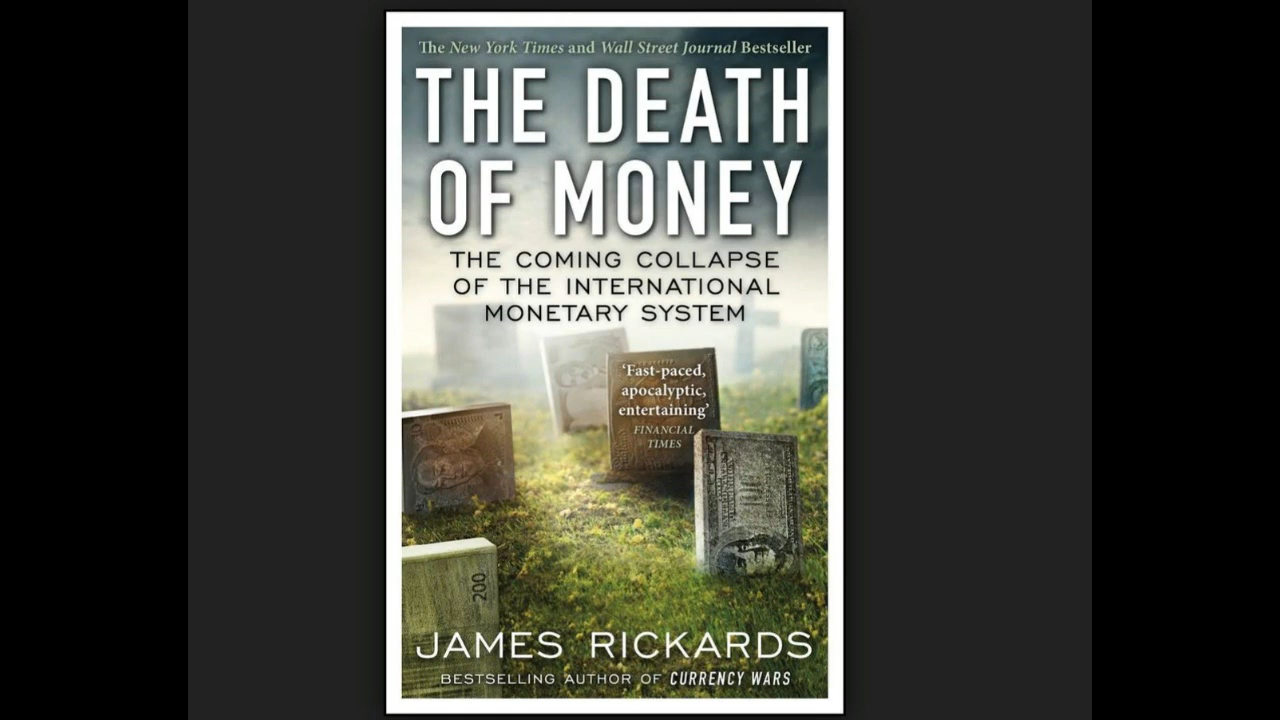 The New York Times and Wall Street Journal Bestseller
THE DEATH
OF MONEY
THE COMING COLLAPSE
OF THE INTERNATIONAL
MONETARY SYSTEM
‘Fast-paced,
apocalyptic,
entertaining’
FINANCIAL
TIMES
100
200
JAMES RICKARDS
BESTSELLING AUTHOR OF CURRENCY WARS